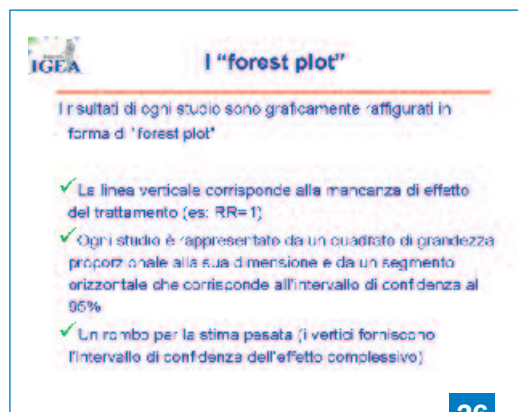 IGEA
I "forest plot"
I risultati di ogni studio sono graficamente raffigurati in
forma di "forest plot"
La linea verticale corrisponde alla mancanza di effetto
del trattamento (es: RR=1)
Ogni studio è rappresentato da un quadrato di grandezza
proporzionale alla sua dimensione e da un segmento
orizzontale che corrisponde all'intervallo di confidenza al
95%
Un rombo per la stima pesata (i vertici forniscono
l'intervallo di confidenza dell'effetto complessivo)
26